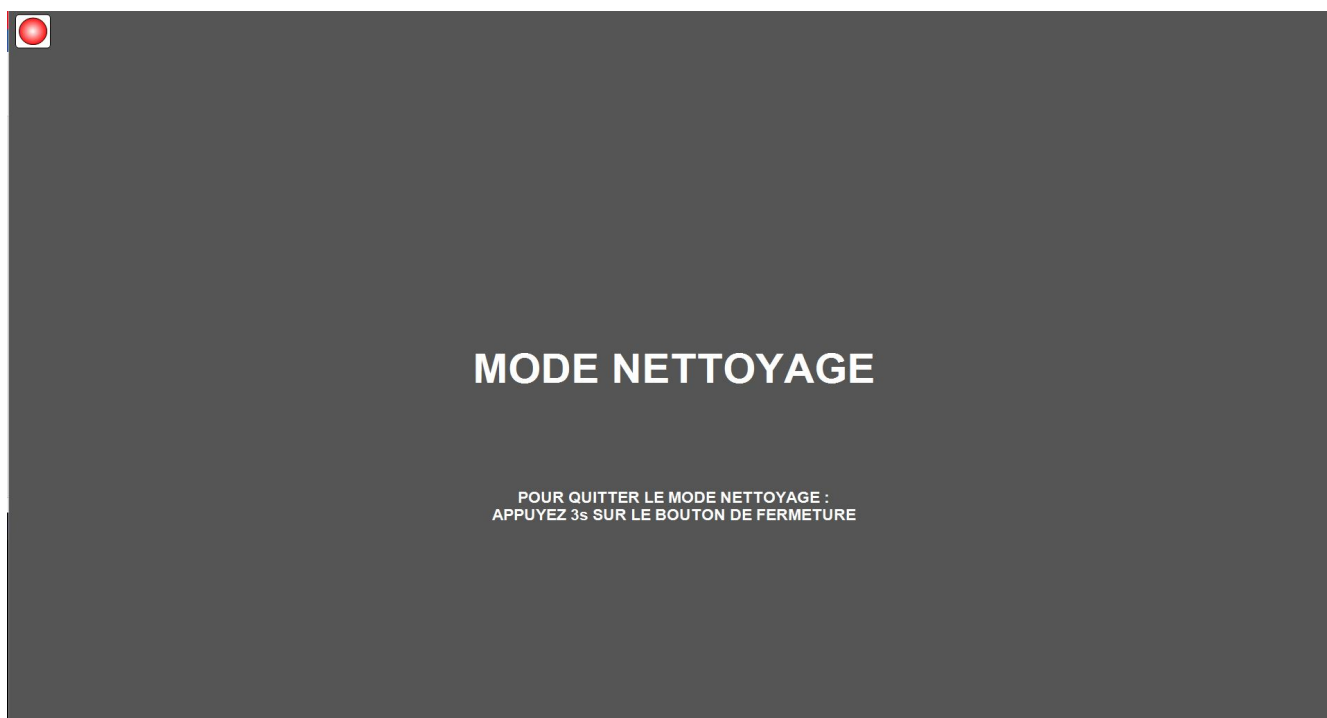 MODE NETTOYAGE
POUR QUITTER LE MODE NETTOYAGE :
APPUYEZ 3s SUR LE BOUTON DE FERMETURE